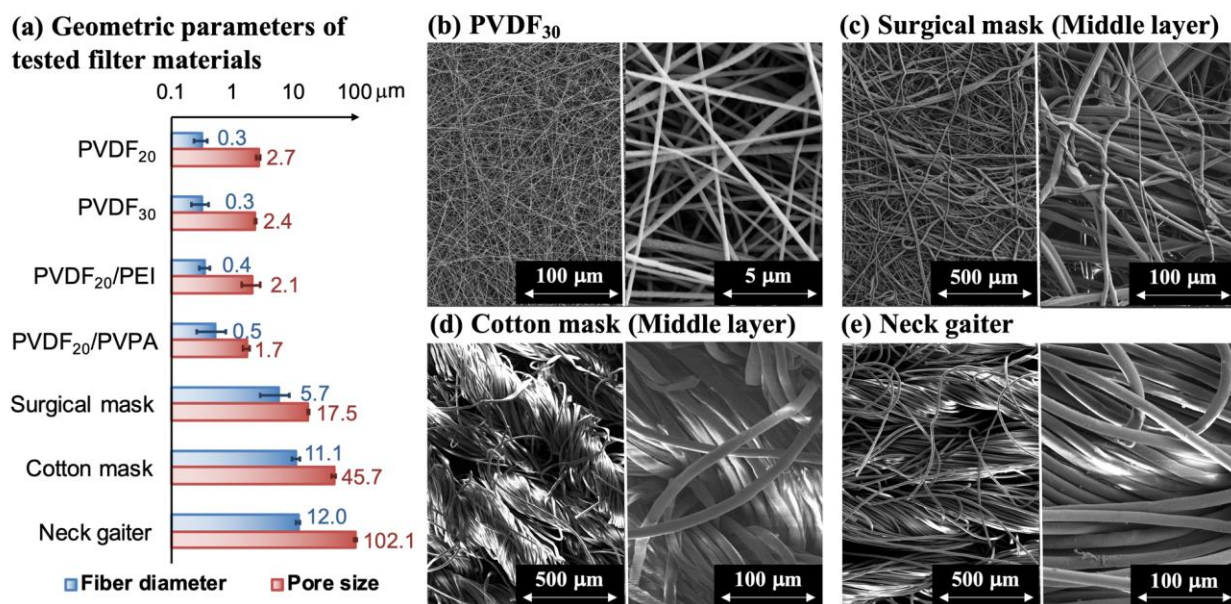 (a) Geometric parameters of
tested filter materials
0.1 1 10 100 μm
PVDF₂₀ 0.3
2.7
PVDF₃₀ 0.3
2.4
PVDF₂₀/PEI 0.4
2.1
PVDF₂₀/PVPA 0.5
1.7
Surgical mask 5.7
17.5
Cotton mask 11.1
45.7
Neck gaiter 12.0
102.1
Fiber diameter Pore size
(b) PVDF₃₀
100 μm 5 μm
(c) Surgical mask (Middle layer)
500 μm 100 μm
(d) Cotton mask (Middle layer)
500 μm 100 μm
(e) Neck gaiter
500 μm 100 μm